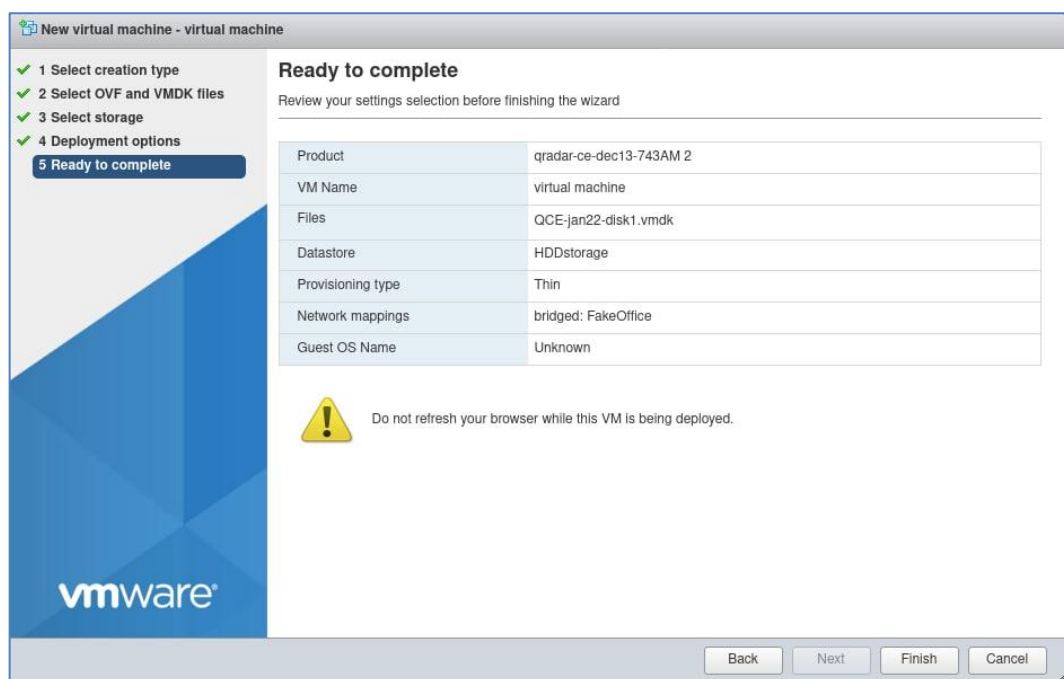 New virtual machine - virtual machine
1 Select creation type
2 Select OVF and VMDK files
3 Select storage
4 Deployment options
5 Ready to complete
Ready to complete
Review your settings selection before finishing the wizard
Product qradar-ce-dec13-743AM 2
VM Name virtual machine
Files QCE-jan22-disk1.vmdk
Datastore HDDstorage
Provisioning type Thin
Network mappings bridged: FakeOffice
Guest OS Name Unknown
Do not refresh your browser while this VM is being deployed.
vmware®
Back Next Finish Cancel